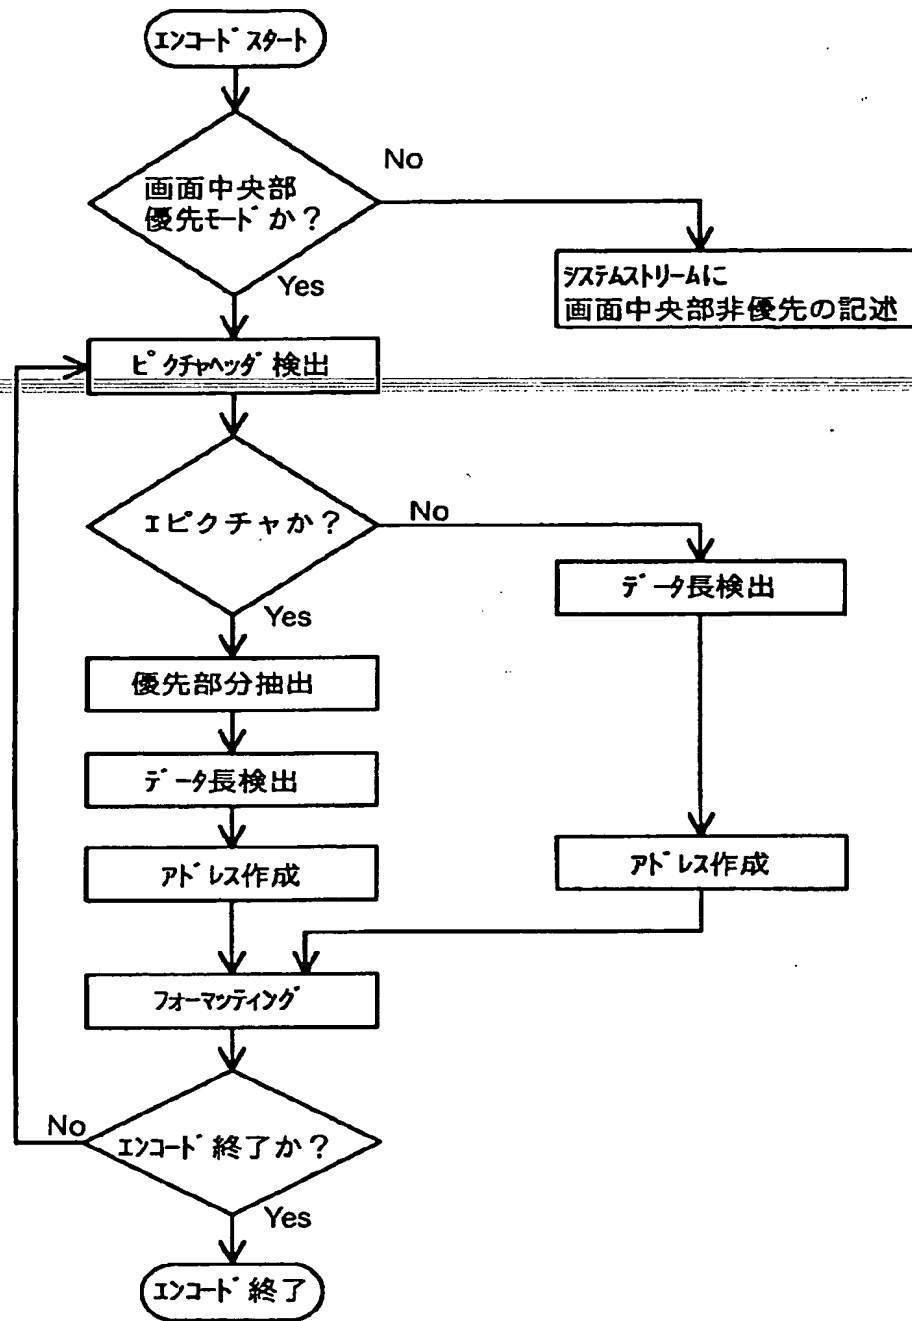 エンコードスタート
画面中央部
優先モードか？
No
Yes
システムストリームに
画面中央部非優先の記述
ピクチャヘッダ検出
Iピクチャか？
No
Yes
データ長検出
優先部分抽出
データ長検出
アドレス作成
アドレス作成
フォーマッティング
エンコード終了か？
No
Yes
エンコード終了